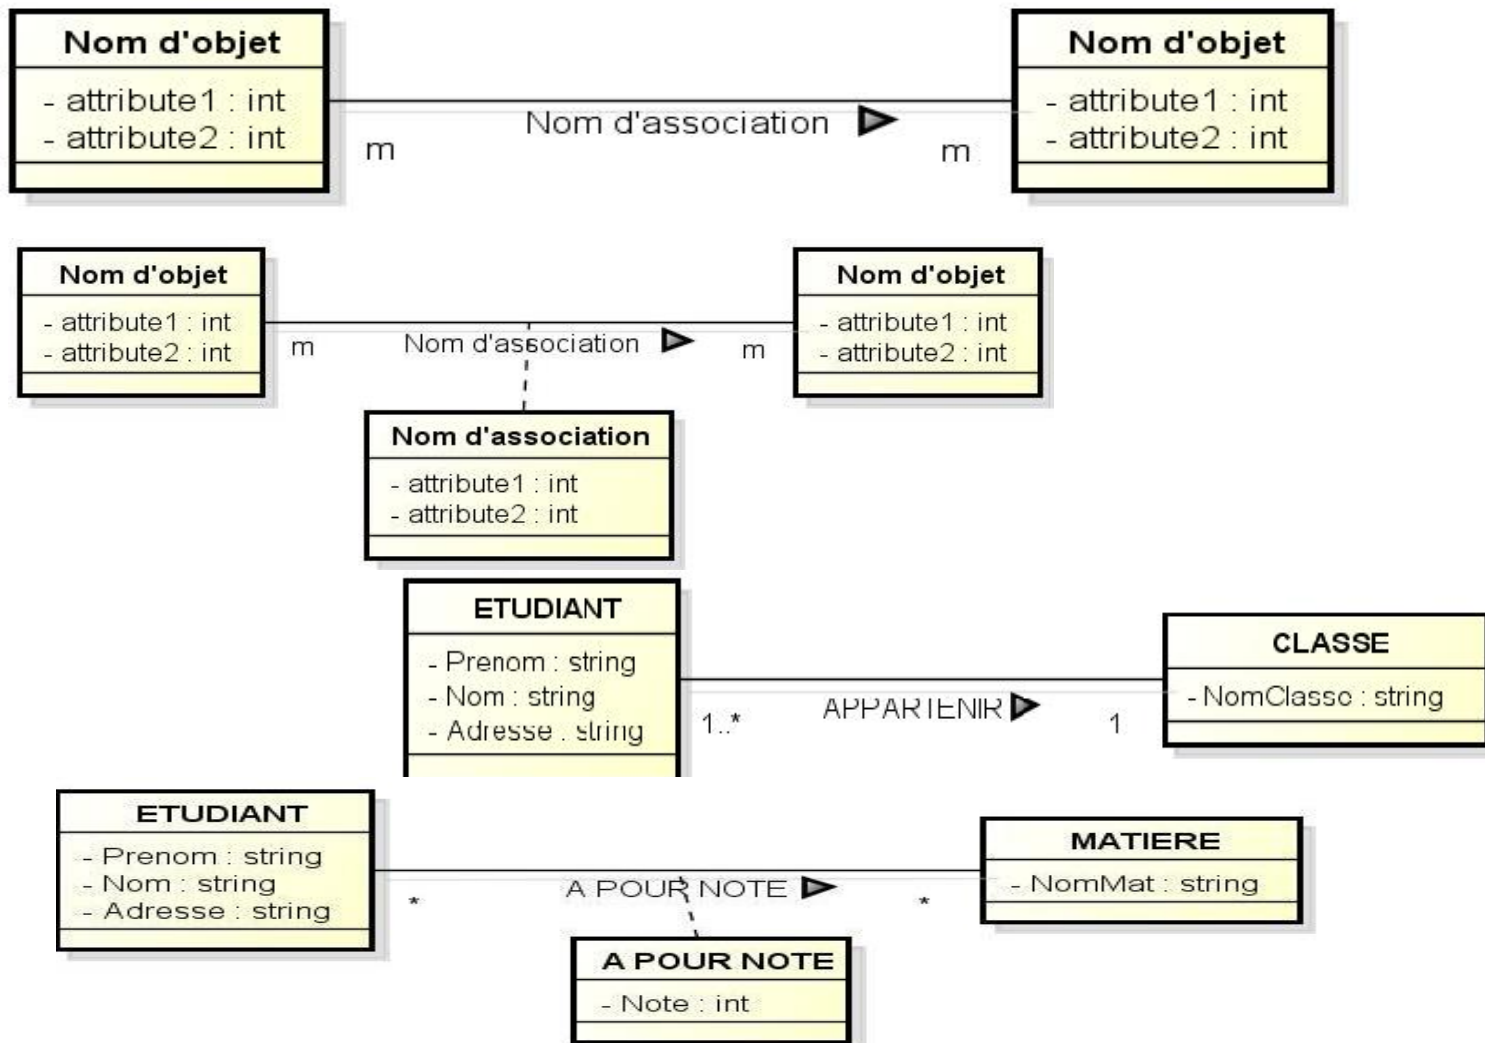 Nom d'objet
- attribute1 : int
- attribute2 : int
m
Nom d'association
m
Nom d'objet
- attribute1 : int
- attribute2 : int
Nom d'objet
- attribute1 : int
- attribute2 : int
m
Nom d'association
m
Nom d'objet
- attribute1 : int
- attribute2 : int
Nom d'association
- attribute1 : int
- attribute2 : int
ETUDIANT
- Prenom : string
- Nom : string
- Adresse : string
1..*
APPARTENIR
1
CLASSE
- NomClasse : string
ETUDIANT
- Prenom : string
- Nom : string
- Adresse : string
*
A POUR NOTE
*
MATIERE
- NomMat : string
A POUR NOTE
- Note : int